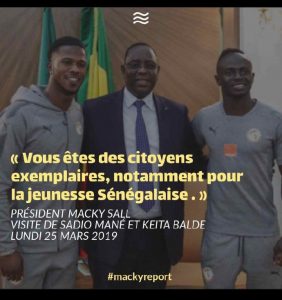 « Vous êtes des citoyens
exemplaires, notamment pour
la jeunesse Sénégalaise . »
PRÉSIDENT MACKY SALL
VISITE DE SADIO MANÉ ET KEITA BALDE
LUNDI 25 MARS 2019
#mackyreport